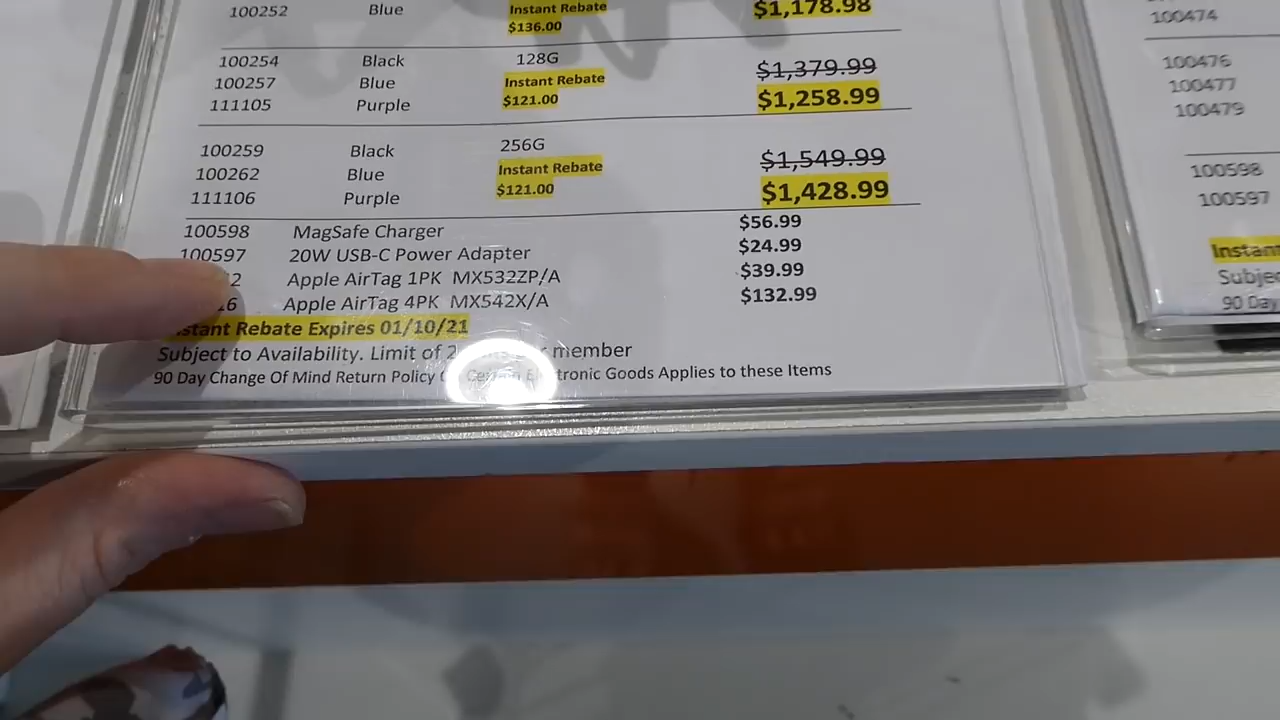 100252 Blue Instant Rebate $1,178.98
$136.00
100254 Black 128G $1,379.99
100257 Blue Instant Rebate
111105 Purple $121.00 $1,258.99
100259 Black 256G $1,549.99
100262 Blue Instant Rebate
111106 Purple $121.00 $1,428.99
100598 MagSafe Charger $56.99
100597 20W USB-C Power Adapter $24.99
2 Apple AirTag 1PK MX532ZP/A $39.99
16 Apple AirTag 4PK MX542X/A $132.99
Instant Rebate Expires 01/10/21
Subject to Availability. Limit of 2 member
90 Day Change Of Mind Return Policy Goods Applies to these Items
100474
100476
100477
100479
100598
100597
Instan
Subje
90 Day